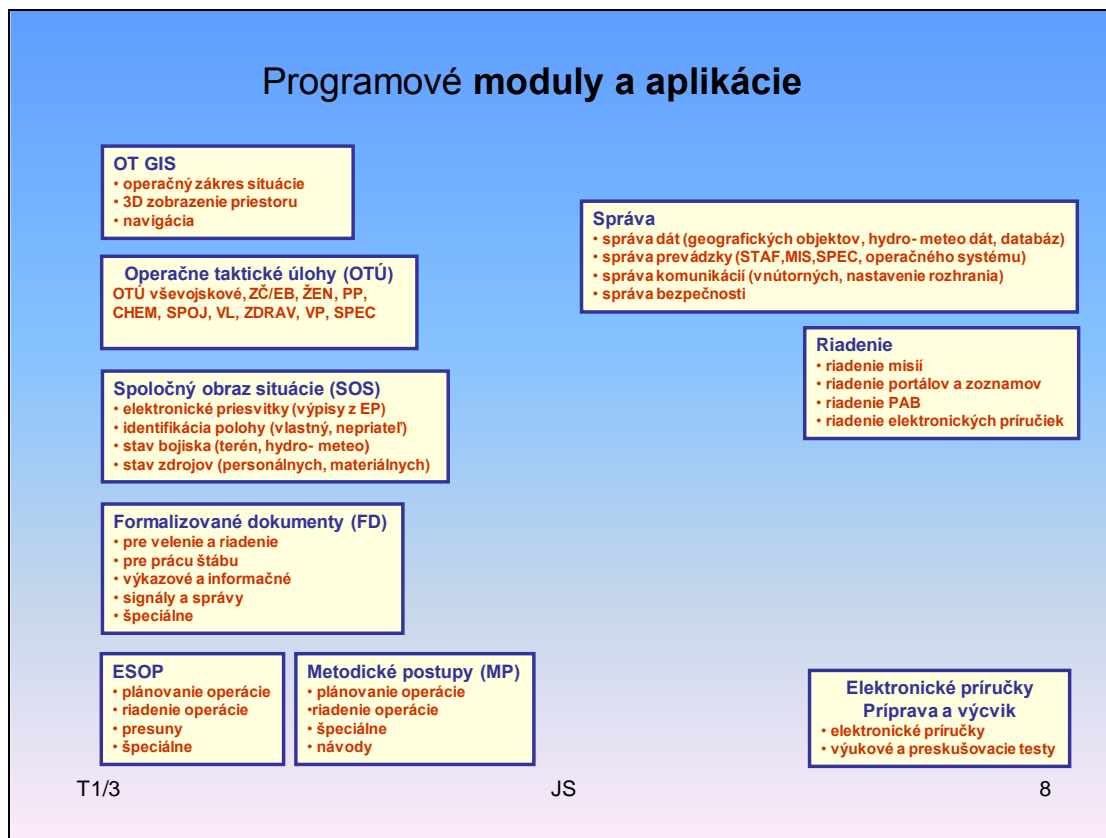 Programové moduly a aplikácie
OT GIS
• operačný zákres situácie
• 3D zobrazenie priestoru
• navigácia
Operačne taktické úlohy (OTÚ)
OTÚ vševojskové, ZČ/EB, ŽEN, PP,
CHEM, SPOJ, VL, ZDRAV, VP, SPEC
Spoločný obraz situácie (SOS)
• elektronické priesvitky (výpisy z EP)
• identifikácia polohy (vlastný, nepriateľ)
• stav bojiska (terén, hydro- meteo)
• stav zdrojov (personálnych, materiálnych)
Formalizované dokumenty (FD)
• pre velenie a riadenie
• pre prácu štábu
• výkazové a informačné
• signály a správy
• špeciálne
ESOP
• plánovanie operácie
• riadenie operácie
• presuny
• špeciálne
Metodické postupy (MP)
• plánovanie operácie
•riadenie operácie
• špeciálne
• návody
Správa
• správa dát (geografických objektov, hydro- meteo dát, databáz)
• správa prevádzky (STAF,MIS,SPEC, operačného systému)
• správa komunikácií (vnútorných, nastavenie rozhrania)
• správa bezpečnosti
Riadenie
• riadenie misií
• riadenie portálov a zoznamov
• riadenie PAB
• riadenie elektronických príručiek
Elektronické príručky
Príprava a výcvik
• elektronické príručky
• výukové a preskušovacie testy
T1/3
JS
8